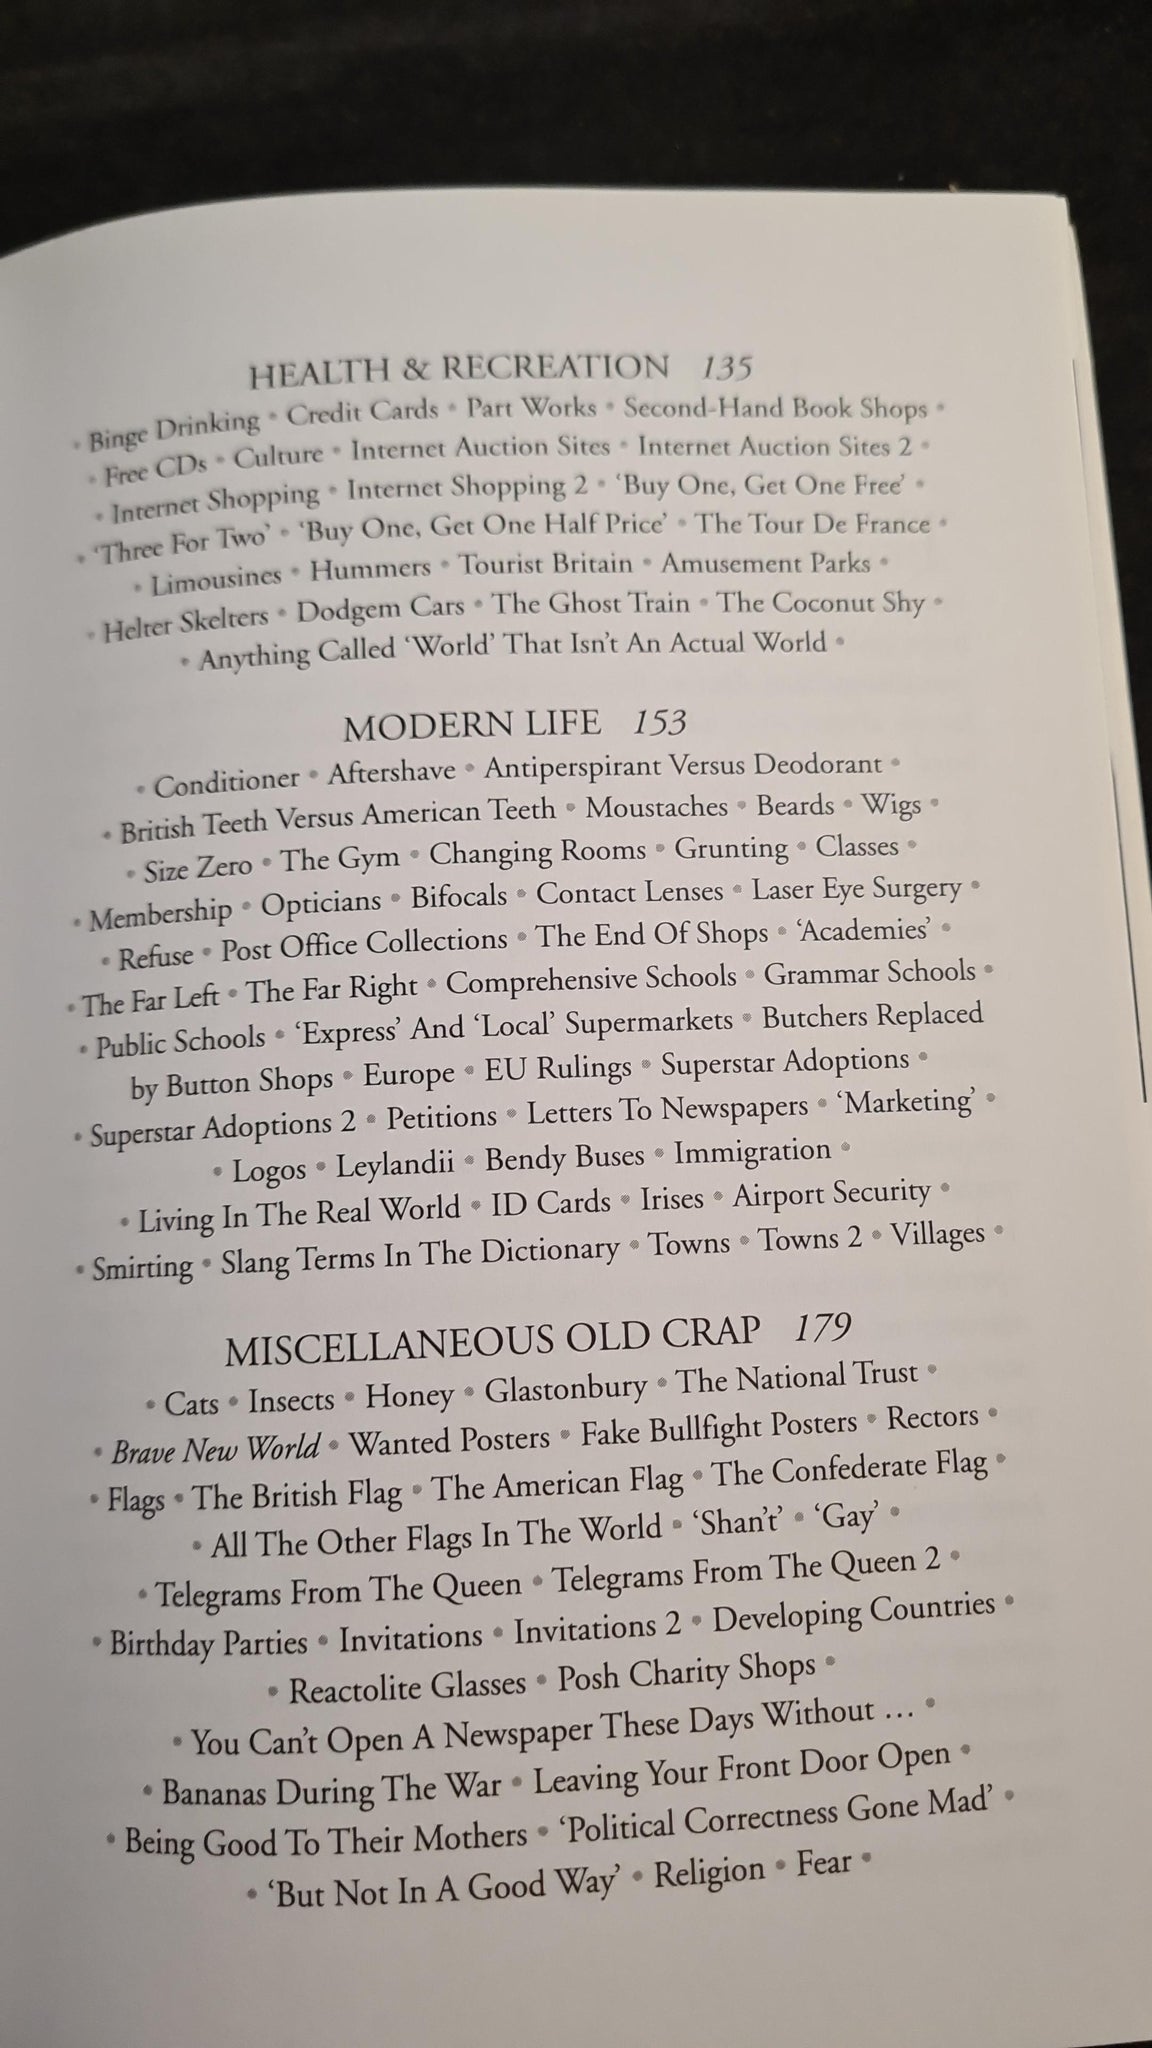 HEALTH & RECREATION 135
• Binge Drinking • Credit Cards • Part Works • Second-Hand Book Shops •
• Free CDs • Culture • Internet Auction Sites • Internet Auction Sites 2 •
• Internet Shopping • Internet Shopping 2 • ‘Buy One, Get One Free’ •
• ‘Three For Two’ • ‘Buy One, Get One Half Price’ • The Tour De France •
• Limousines • Hummers • Tourist Britain • Amusement Parks •
• Helter Skelters • Dodgem Cars • The Ghost Train • The Coconut Shy •
• Anything Called ‘World’ That Isn’t An Actual World •
MODERN LIFE 153
• Conditioner • Aftershave • Antiperspirant Versus Deodorant •
• British Teeth Versus American Teeth • Moustaches • Beards • Wigs •
• Size Zero • The Gym • Changing Rooms • Grunting • Classes •
• Membership • Opticians • Bifocals • Contact Lenses • Laser Eye Surgery •
• Refuse • Post Office Collections • The End Of Shops • ‘Academies’ •
• The Far Left • The Far Right • Comprehensive Schools • Grammar Schools •
• Public Schools • ‘Express’ And ‘Local’ Supermarkets • Butchers Replaced
by Button Shops • Europe • EU Rulings • Superstar Adoptions •
• Superstar Adoptions 2 • Petitions • Letters To Newspapers • ‘Marketing’ •
• Logos • Leylandii • Bendy Buses • Immigration •
• Living In The Real World • ID Cards • Irises • Airport Security •
• Smirting • Slang Terms In The Dictionary • Towns • Towns 2 • Villages •
MISCELLANEOUS OLD CRAP 179
• Cats • Insects • Honey • Glastonbury • The National Trust •
• Brave New World • Wanted Posters • Fake Bullfight Posters • Rectors •
• Flags • The British Flag • The American Flag • The Confederate Flag •
• All The Other Flags In The World • ‘Shan’t’ • ‘Gay’ •
• Telegrams From The Queen • Telegrams From The Queen 2 •
• Birthday Parties • Invitations • Invitations 2 • Developing Countries •
• Reactolite Glasses • Posh Charity Shops •
• You Can’t Open A Newspaper These Days Without … •
• Bananas During The War • Leaving Your Front Door Open •
• Being Good To Their Mothers • ‘Political Correctness Gone Mad’ •
• ‘But Not In A Good Way’ • Religion • Fear •